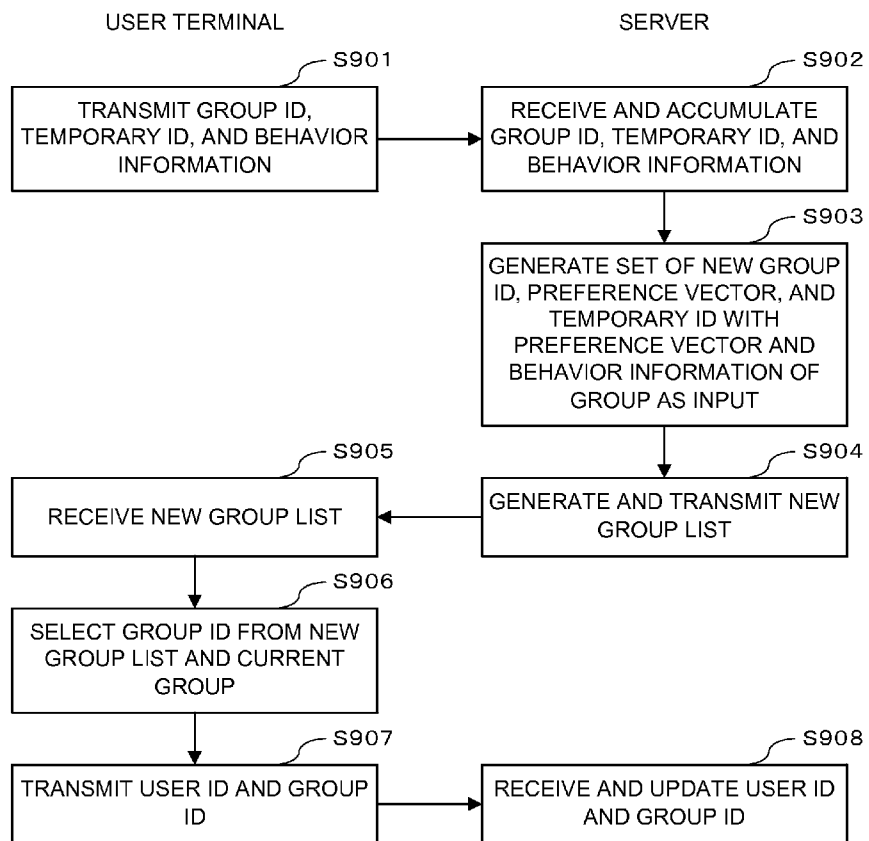 USER TERMINAL
SERVER
S901
TRANSMIT GROUP ID,
TEMPORARY ID, AND BEHAVIOR
INFORMATION
S902
RECEIVE AND ACCUMULATE
GROUP ID, TEMPORARY ID, AND
BEHAVIOR INFORMATION
S903
GENERATE SET OF NEW GROUP
ID, PREFERENCE VECTOR, AND
TEMPORARY ID WITH
PREFERENCE VECTOR AND
BEHAVIOR INFORMATION OF
GROUP AS INPUT
S904
GENERATE AND TRANSMIT NEW
GROUP LIST
S905
RECEIVE NEW GROUP LIST
S906
SELECT GROUP ID FROM NEW
GROUP LIST AND CURRENT
GROUP
S907
TRANSMIT USER ID AND GROUP
ID
S908
RECEIVE AND UPDATE USER ID
AND GROUP ID